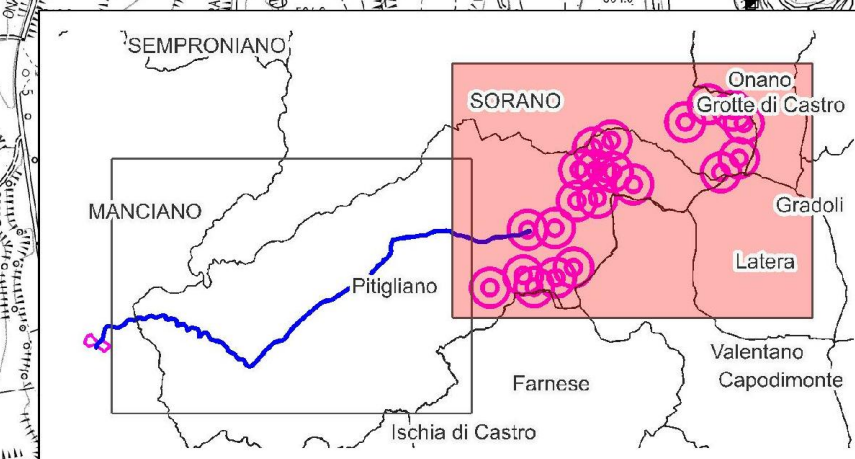 SEMPRONIANO
SORANO
Onano
Grotte di Castro
MANCIANO
Gradoli
Latera
Pitigliano
Valentano
Capodimonte
Farnese
Ischia di Castro